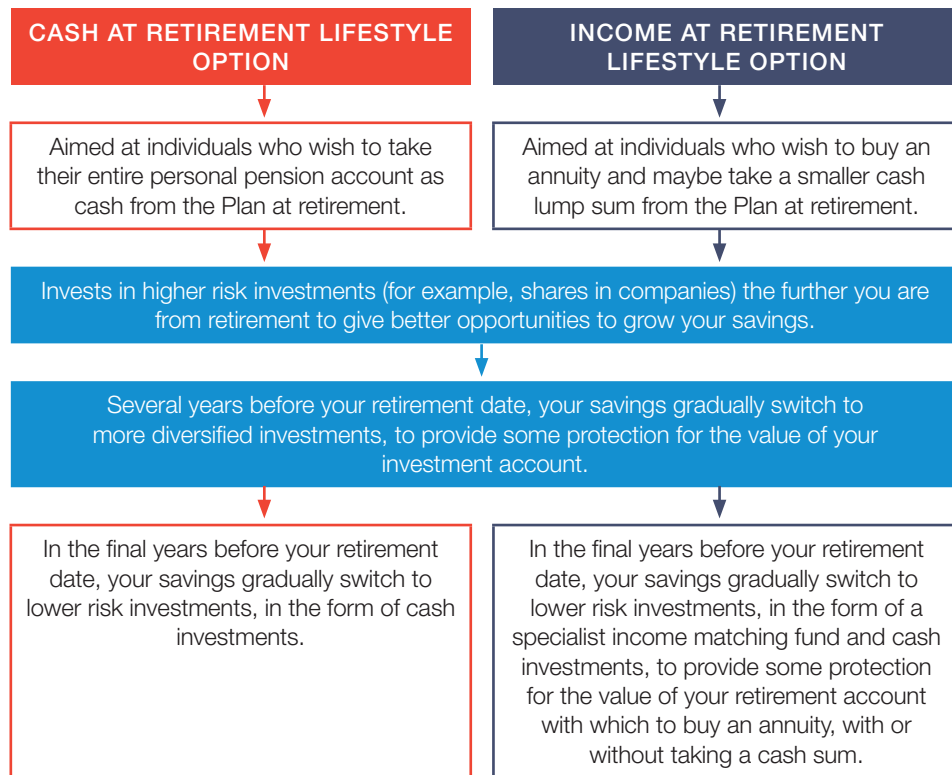 CASH AT RETIREMENT LIFESTYLE
OPTION
INCOME AT RETIREMENT
LIFESTYLE OPTION
Aimed at individuals who wish to take
their entire personal pension account as
cash from the Plan at retirement.
Aimed at individuals who wish to buy an
annuity and maybe take a smaller cash
lump sum from the Plan at retirement.
Invests in higher risk investments (for example, shares in companies) the further you are
from retirement to give better opportunities to grow your savings.
Several years before your retirement date, your savings gradually switch to
more diversified investments, to provide some protection for the value of your
investment account.
In the final years before your retirement
date, your savings gradually switch to
lower risk investments, in the form of cash
investments.
In the final years before your retirement
date, your savings gradually switch to
lower risk investments, in the form of a
specialist income matching fund and cash
investments, to provide some protection
for the value of your retirement account
with which to buy an annuity, with or
without taking a cash sum.